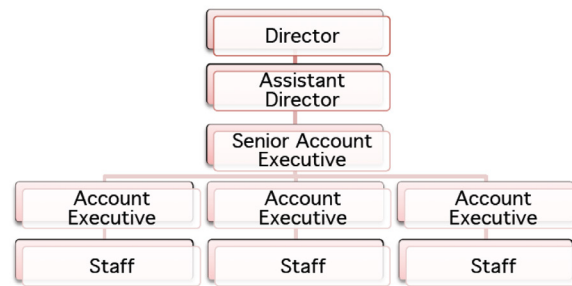 Director
Assistant
Director
Senior Account
Executive
Account
Executive
Account
Executive
Account
Executive
Staff
Staff
Staff